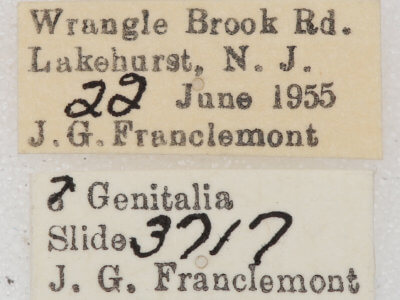 Wrangle Brook Rd.
Lakehurst, N. J.
22 June 1955
J. G. Franclemont
♂ Genitalia
Slide 3717
J. G. Franclemont